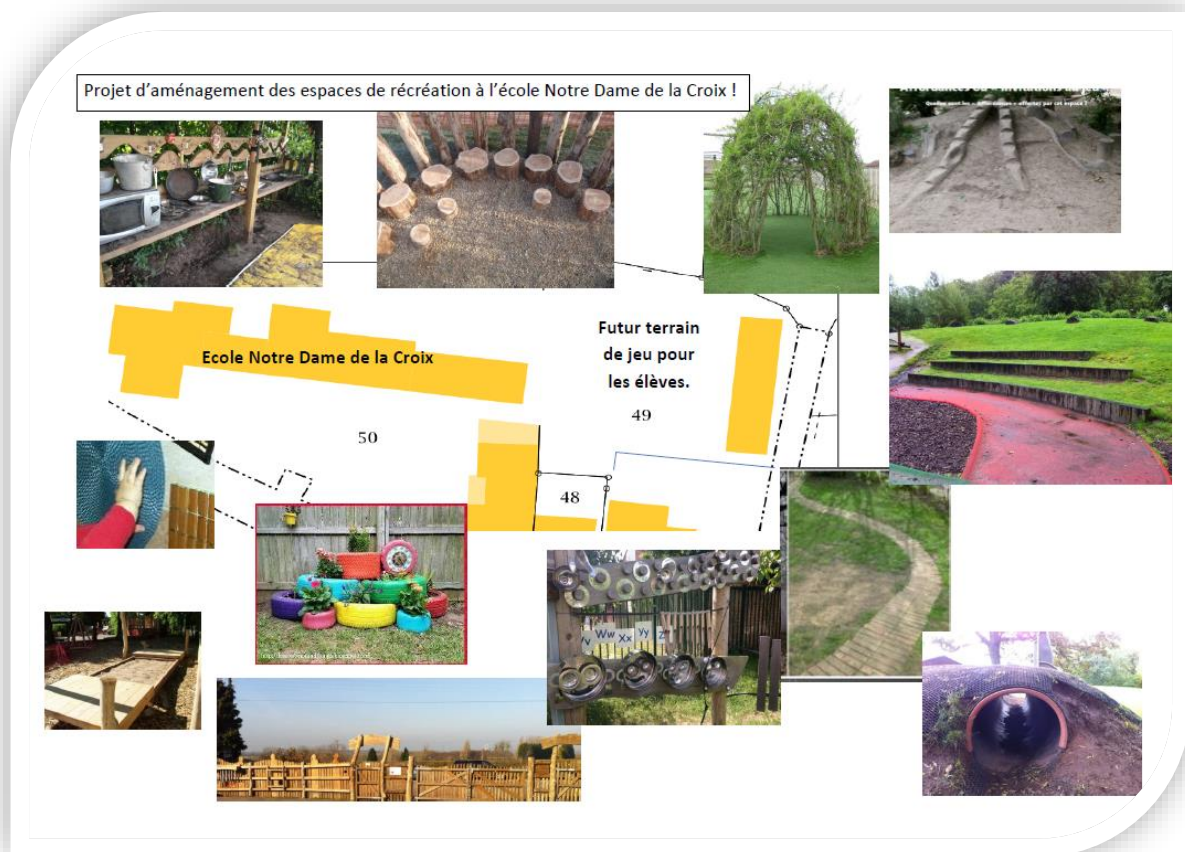 Projet d’aménagement des espaces de récréation à l’école Notre Dame de la Croix !
Ecole Notre Dame de la Croix
Futur terrain
de jeu pour
les élèves.
49
50
48
Ww
Xx
Yy